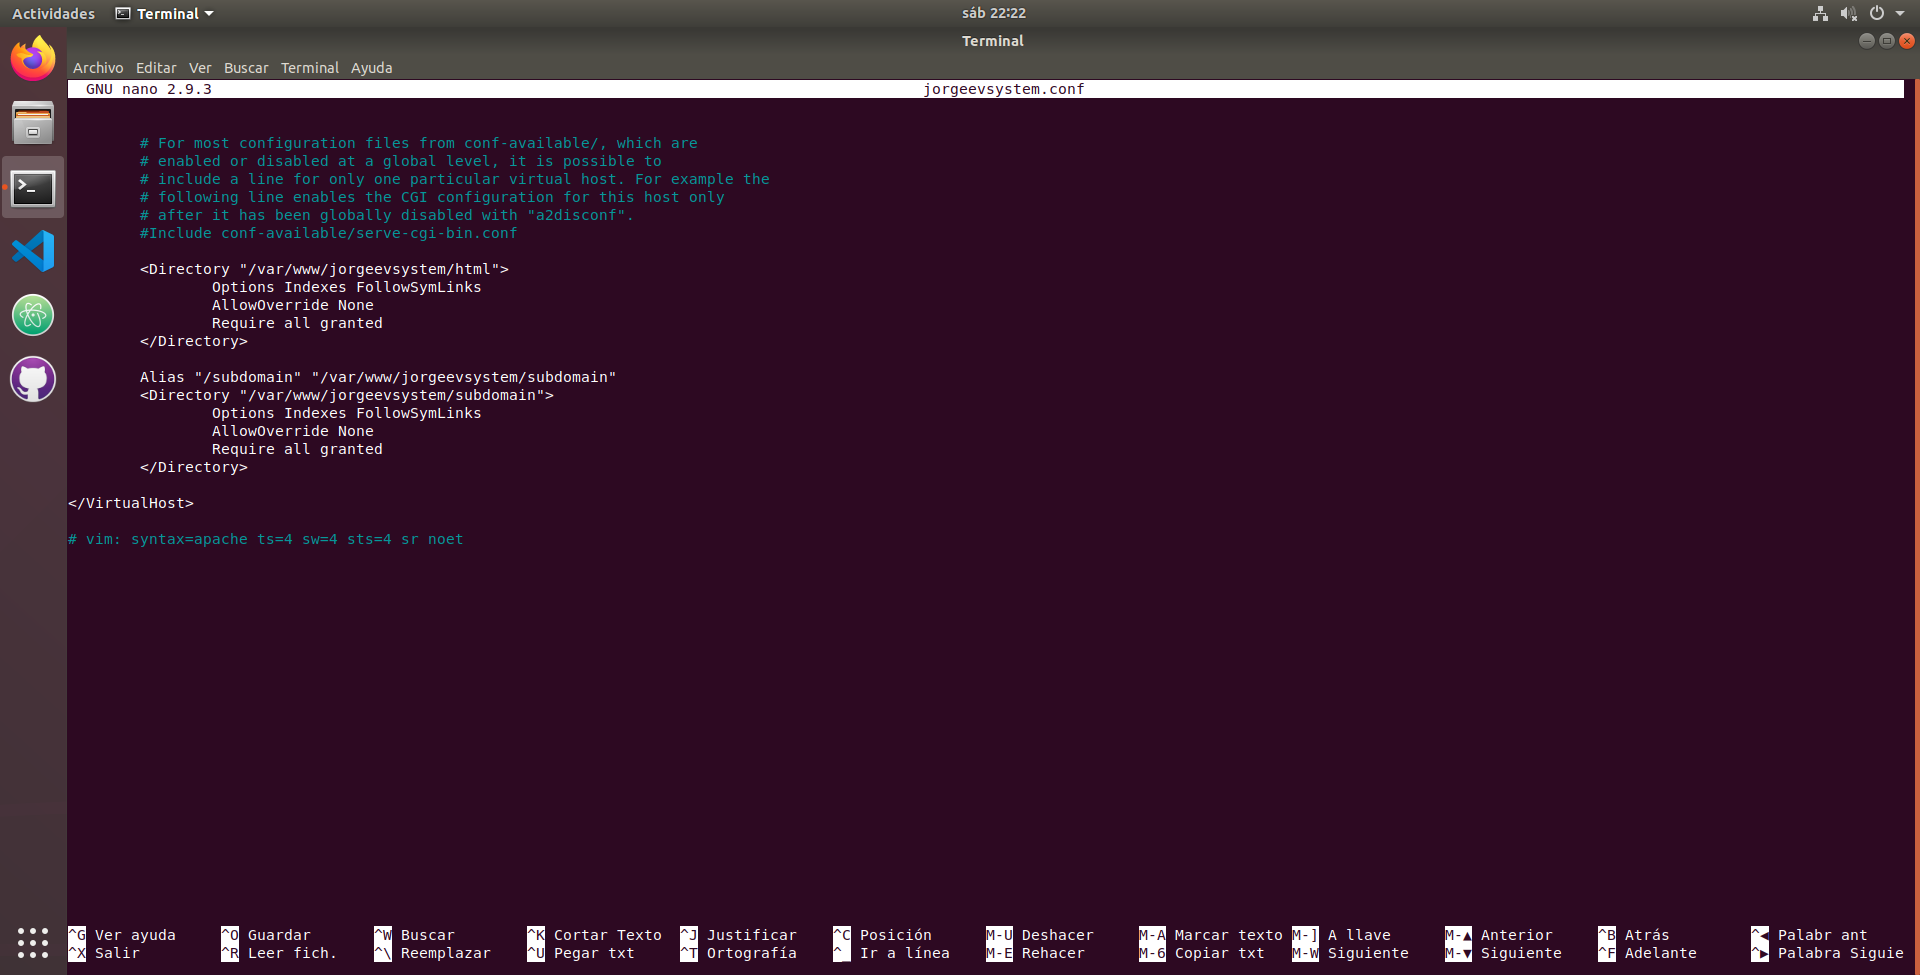 Actividades Terminal sáb 22:22
Terminal
Archivo Editar Ver Buscar Terminal Ayuda
GNU nano 2.9.3 jorgeevsystem.conf
# For most configuration files from conf-available/, which are
# enabled or disabled at a global level, it is possible to
# include a line for only one particular virtual host. For example the
# following line enables the CGI configuration for this host only
# after it has been globally disabled with "a2disconf".
#Include conf-available/serve-cgi-bin.conf
<Directory "/var/www/jorgeevsystem/html">
Options Indexes FollowSymLinks
AllowOverride None
Require all granted
</Directory>
Alias "/subdomain" "/var/www/jorgeevsystem/subdomain"
<Directory "/var/www/jorgeevsystem/subdomain">
Options Indexes FollowSymLinks
AllowOverride None
Require all granted
</Directory>
</VirtualHost>
# vim: syntax=apache ts=4 sw=4 sts=4 sr noet
^G Ver ayuda ^O Guardar ^W Buscar ^K Cortar Texto ^J Justificar ^C Posición M-U Deshacer M-A Marcar texto M-] A llave M-▲ Anterior ^B Atrás ^◀ Palabr ant
^X Salir ^R Leer fich. ^\ Reemplazar ^U Pegar txt ^T Ortografía ^_ Ir a línea M-E Rehacer M-6 Copiar txt M-W Siguiente M-▼ Siguiente ^F Adelante ^▶ Palabra Siguie